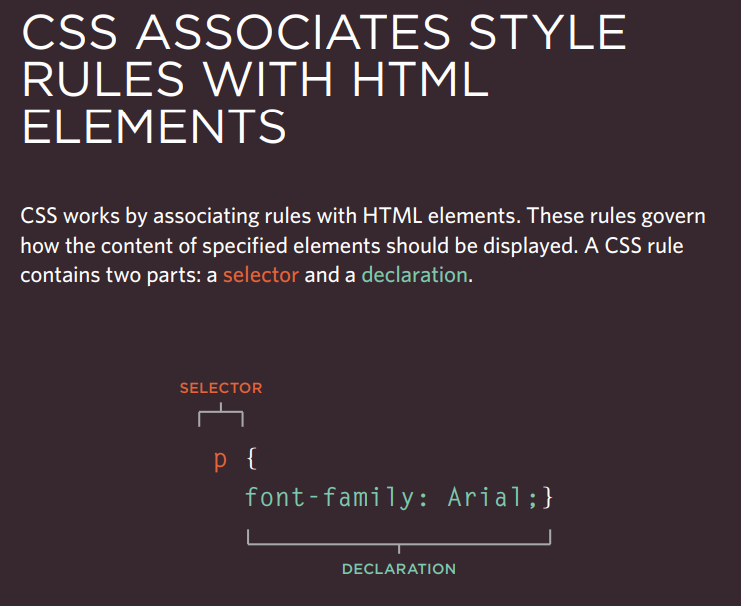 CSS ASSOCIATES STYLE
RULES WITH HTML
ELEMENTS
CSS works by associating rules with HTML elements. These rules govern
how the content of specified elements should be displayed. A CSS rule
contains two parts: a selector and a declaration.
SELECTOR
p {
font-family: Arial;}
DECLARATION